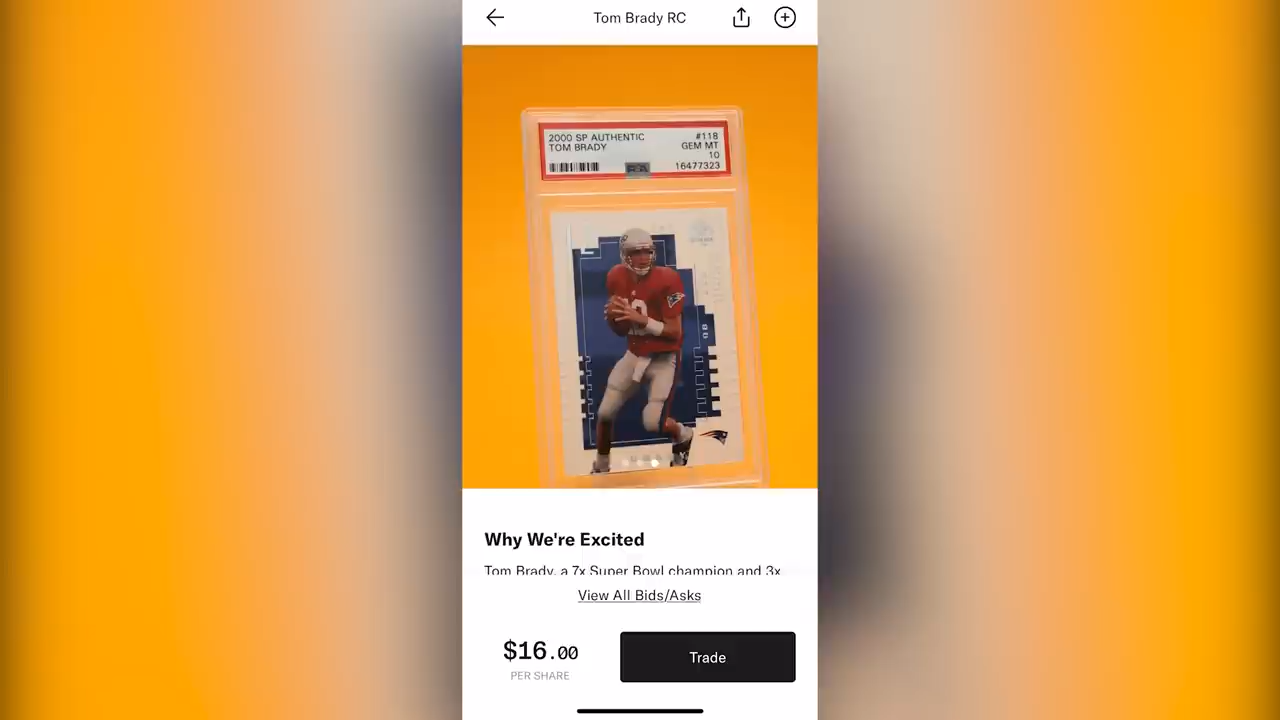 Tom Brady RC
2000 SP AUTHENTIC #118
TOM BRADY GEM MT
10
16477323
Why We're Excited
Tom Brady, a 7x Super Bowl champion and 3x
View All Bids/Asks
$16.00
Trade
PER SHARE